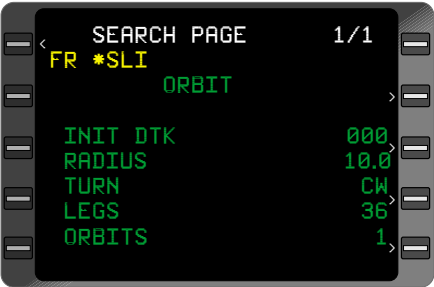 < SEARCH PAGE 1/1
FR *SLI
ORBIT
>
INIT DTK 000>
RADIUS 10.0
TURN CW>
LEGS 36
ORBITS 1>